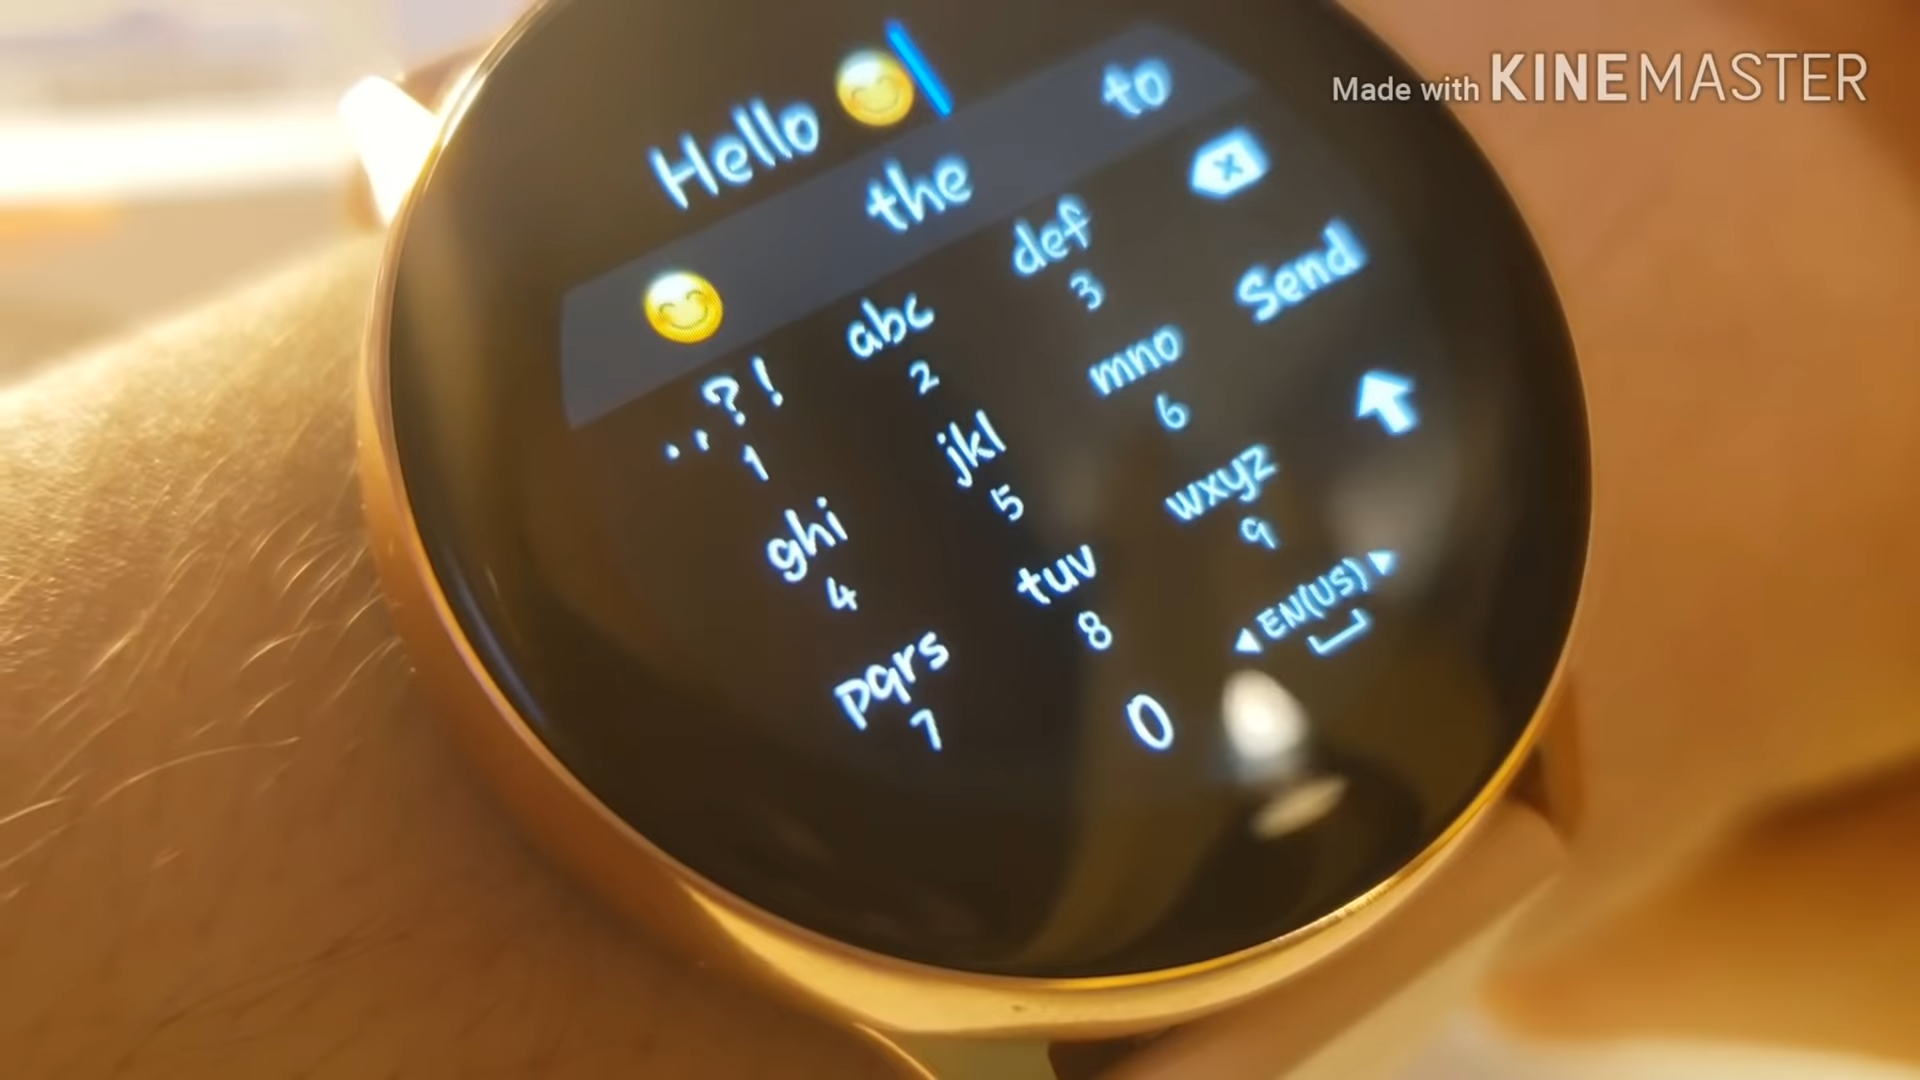 Made with KINEMASTER
Hello 😊
😊 the to
.,?! abc def
1 2 3
ghi jkl mno Send
4 5 6
pqrs tuv wxyz
7 8 9
0 EN(US)